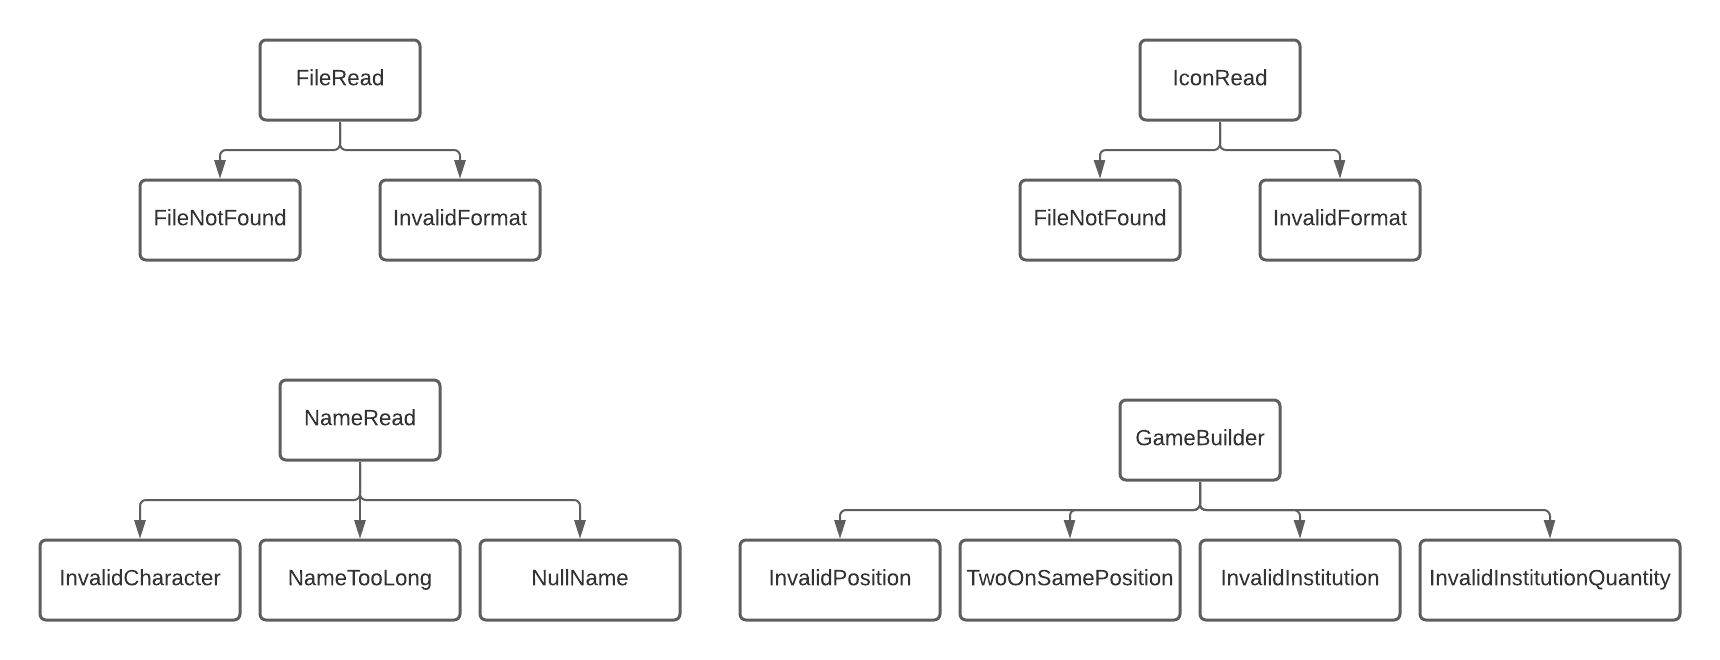 FileRead
FileNotFound
InvalidFormat
IconRead
FileNotFound
InvalidFormat
NameRead
InvalidCharacter
NameTooLong
NullName
GameBuilder
InvalidPosition
TwoOnSamePosition
InvalidInstitution
InvalidInstitutionQuantity